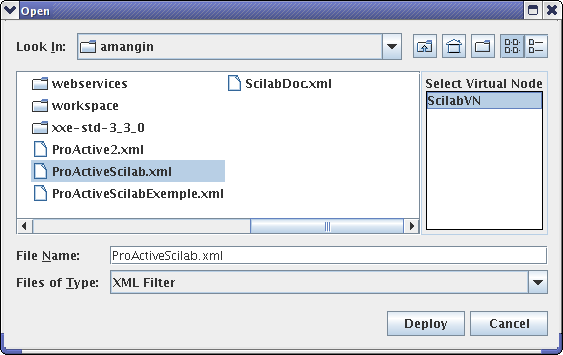 Open
Look In: amangin
webservices
workspace
xxe-std-3_3_0
ProActive2.xml
ProActiveScilab.xml
ProActiveScilabExemple.xml
ScilabDoc.xml
Select Virtual Node
ScilabVN
File Name: ProActiveScilab.xml
Files of Type: XML Filter
Deploy Cancel